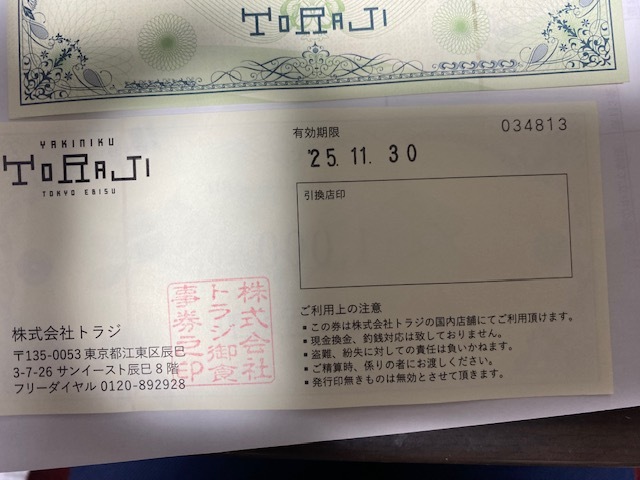 TORAJI
YAKINIKU
TORAJI
TOKYO EBISU
有効期限
034813
'25.11.30
引換店印
株式会社
トラジ御食
事券之印
株式会社トラジ
〒135-0053 東京都江東区辰巳
3-7-26 サンイースト辰巳 8 階
フリーダイヤル 0120-892928
ご利用上の注意
▪この券は株式会社トラジの国内店舗にてご利用頂けます。
▪現金換金、釣銭対応は致しておりません。
▪盗難、紛失に対しての責任は負いかねます。
▪ご精算時、係りの者にお渡しください。
▪発行印無きものは無効とさせて頂きます。